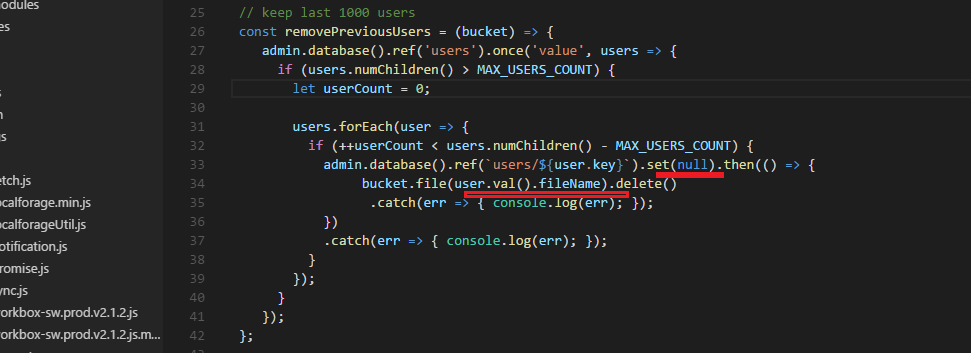 nodules
es
s
n
gs
etch.js
ocalforage.min.js
ocalforageUtil.js
notification.js
romise.js
ync.js
workbox-sw.prod.v2.1.2.js
workbox-sw.prod.v2.1.2.js.m...
25 // keep last 1000 users
26 const removePreviousUsers = (bucket) => {
27 admin.database().ref('users').once('value', users => {
28 if (users.numChildren() > MAX_USERS_COUNT) {
29 let userCount = 0;
30
31 users.forEach(user => {
32 if (++userCount < users.numChildren() - MAX_USERS_COUNT) {
33 admin.database().ref(`users/${user.key}`).set(null).then(() => {
34 bucket.file(user.val().fileName).delete()
35 .catch(err => { console.log(err); });
36 })
37 .catch(err => { console.log(err); });
38 }
39 });
40 }
41 });
42 };